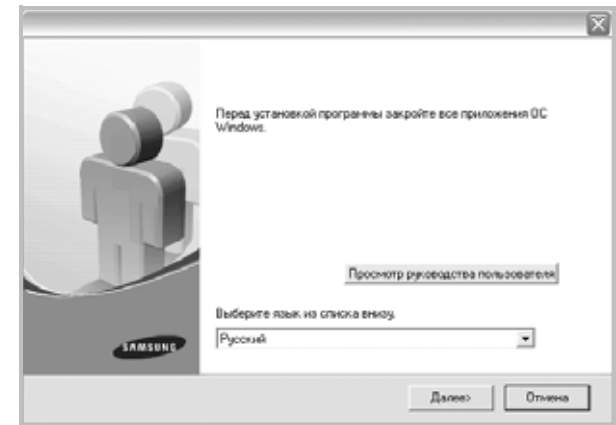 Перед установкой программы закройте все приложения ОС
Windows.
Просмотр руководства пользователя
Выберите язык из списка внизу.
Русский
SAMSUNG
Далее>
Отмена